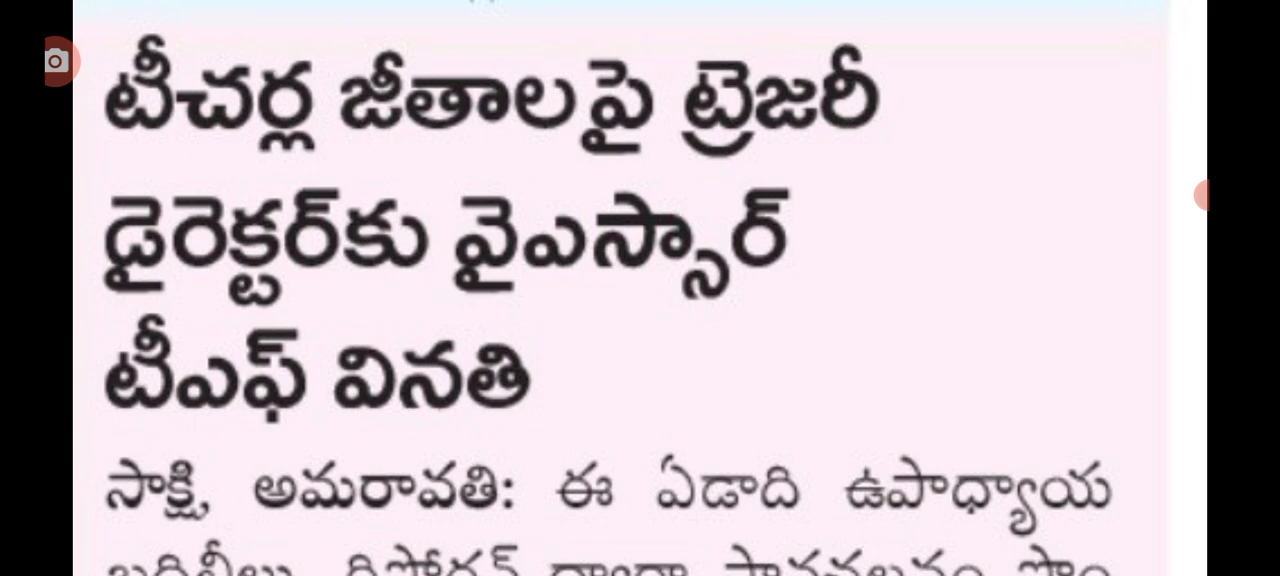 టీచర్ల జీతాలపై ట్రెజరీ
డైరెక్టర్‌కు వైఎస్సార్
టీఎఫ్ వినతి
సాక్షి, అమరావతి: ఈ ఏడాది ఉపాధ్యాయ